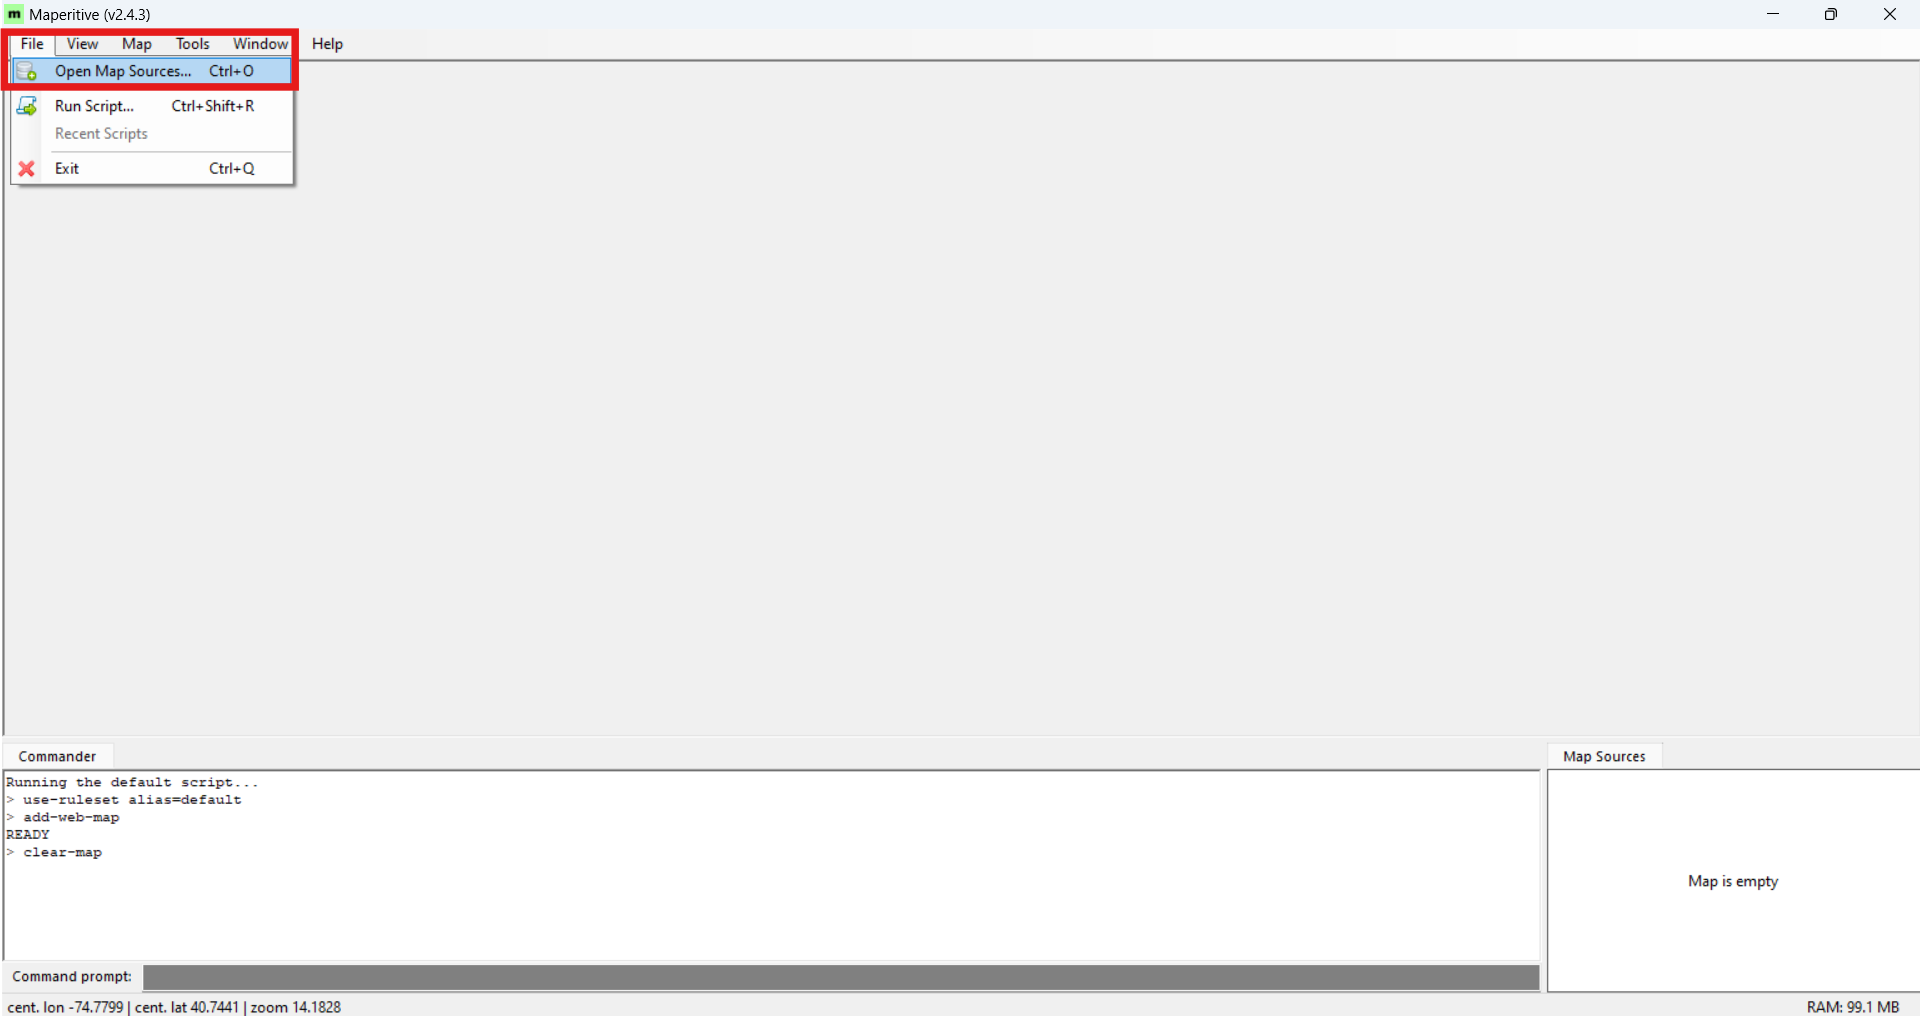 m Maperitive (v2.4.3)
File View Map Tools Window Help
Open Map Sources... Ctrl+O
Run Script... Ctrl+Shift+R
Recent Scripts
Exit Ctrl+Q
Commander
Map Sources
Running the default script...
> use-ruleset alias=default
> add-web-map
READY
> clear-map
Map is empty
Command prompt:
cent. lon -74.7799 | cent. lat 40.7441 | zoom 14.1828
RAM: 99.1 MB